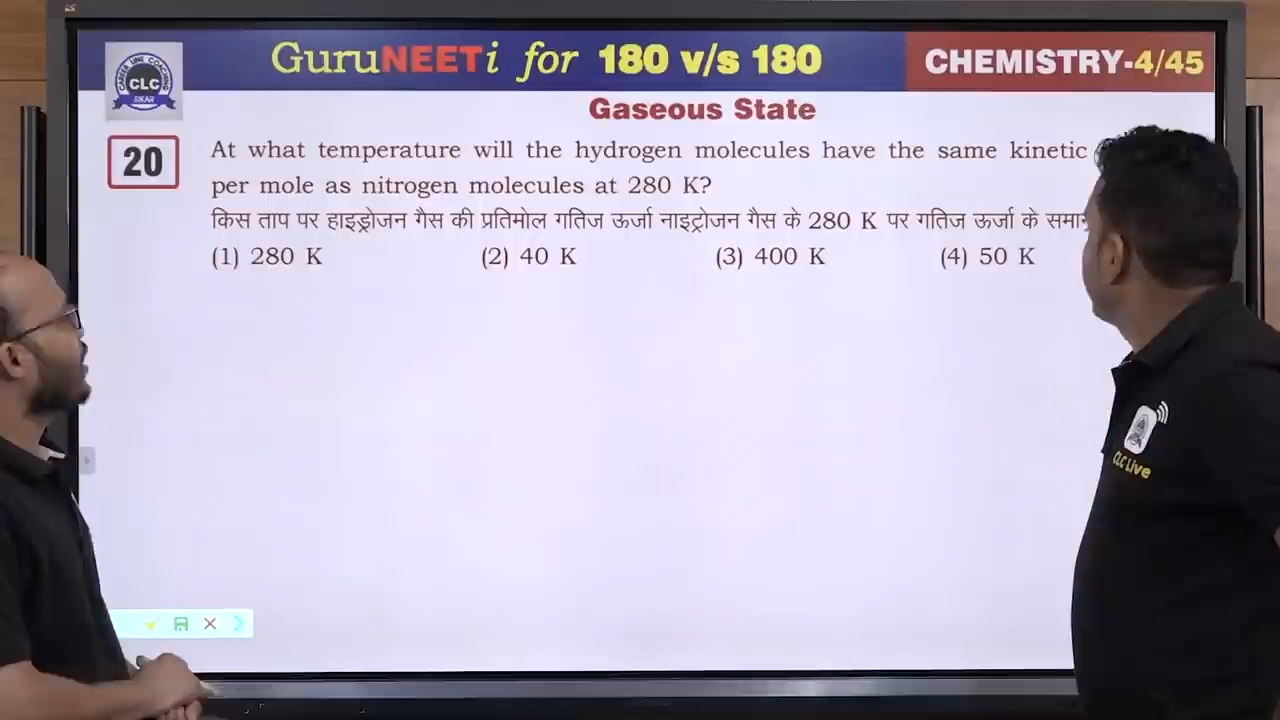 GuruNEETi for 180 v/s 180
CHEMISTRY-4/45
CLC
SIKAR
Gaseous State
20
At what temperature will the hydrogen molecules have the same kinetic
per mole as nitrogen molecules at 280 K?
किस ताप पर हाइड्रोजन गैस की प्रतिमोल गतिज ऊर्जा नाइट्रोजन गैस के 280 K पर गतिज ऊर्जा के
(1) 280 K (2) 40 K (3) 400 K (4) 50 K
CLC Live